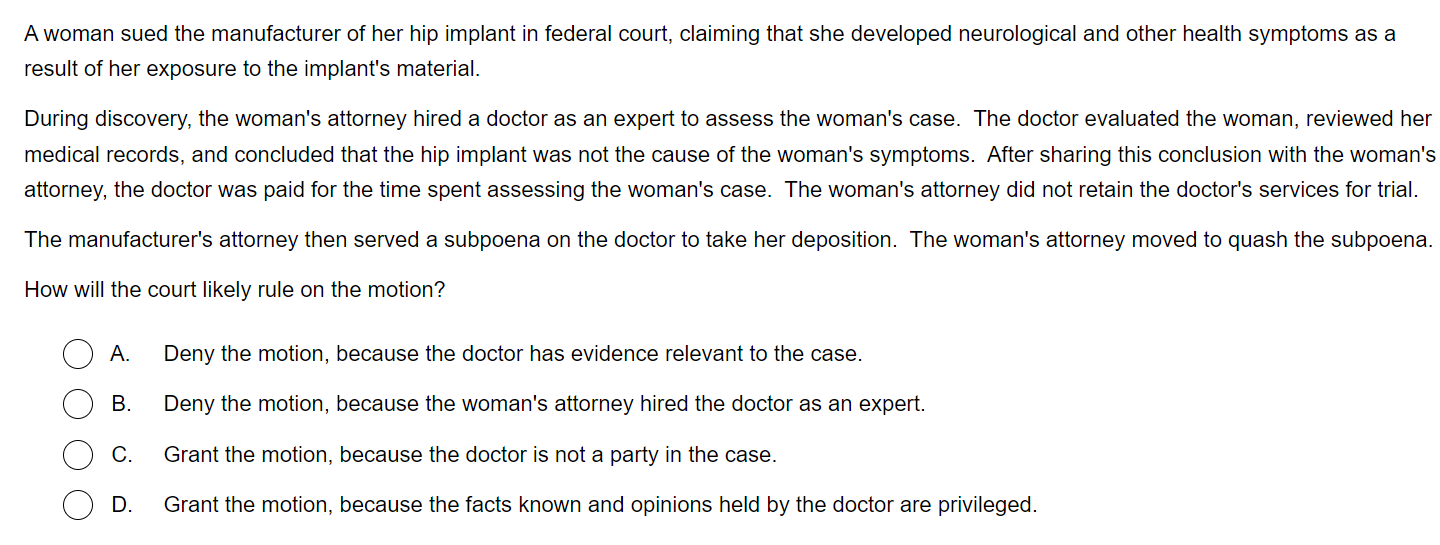 A woman sued the manufacturer of her hip implant in federal court, claiming that she developed neurological and other health symptoms as a
result of her exposure to the implant's material.
During discovery, the woman's attorney hired a doctor as an expert to assess the woman's case.  The doctor evaluated the woman, reviewed her
medical records, and concluded that the hip implant was not the cause of the woman's symptoms.  After sharing this conclusion with the woman's
attorney, the doctor was paid for the time spent assessing the woman's case.  The woman's attorney did not retain the doctor's services for trial.
The manufacturer's attorney then served a subpoena on the doctor to take her deposition.  The woman's attorney moved to quash the subpoena.
How will the court likely rule on the motion?
A. Deny the motion, because the doctor has evidence relevant to the case.
B. Deny the motion, because the woman's attorney hired the doctor as an expert.
C. Grant the motion, because the doctor is not a party in the case.
D. Grant the motion, because the facts known and opinions held by the doctor are privileged.